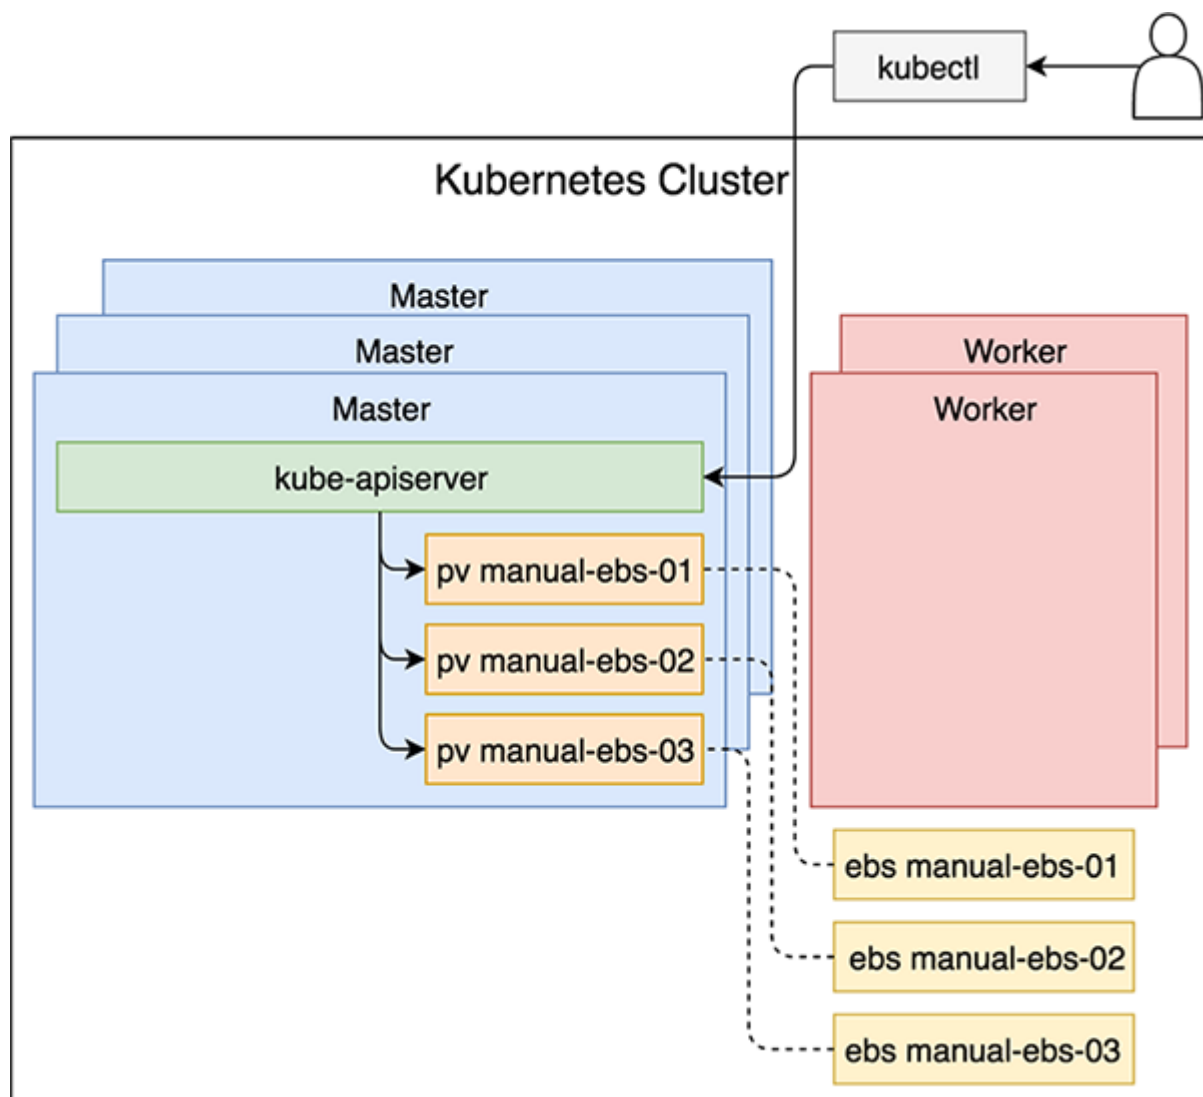 kubectl
Kubernetes Cluster
Master
Master
Master
kube-apiserver
pv manual-ebs-01
pv manual-ebs-02
pv manual-ebs-03
Worker
Worker
ebs manual-ebs-01
ebs manual-ebs-02
ebs manual-ebs-03